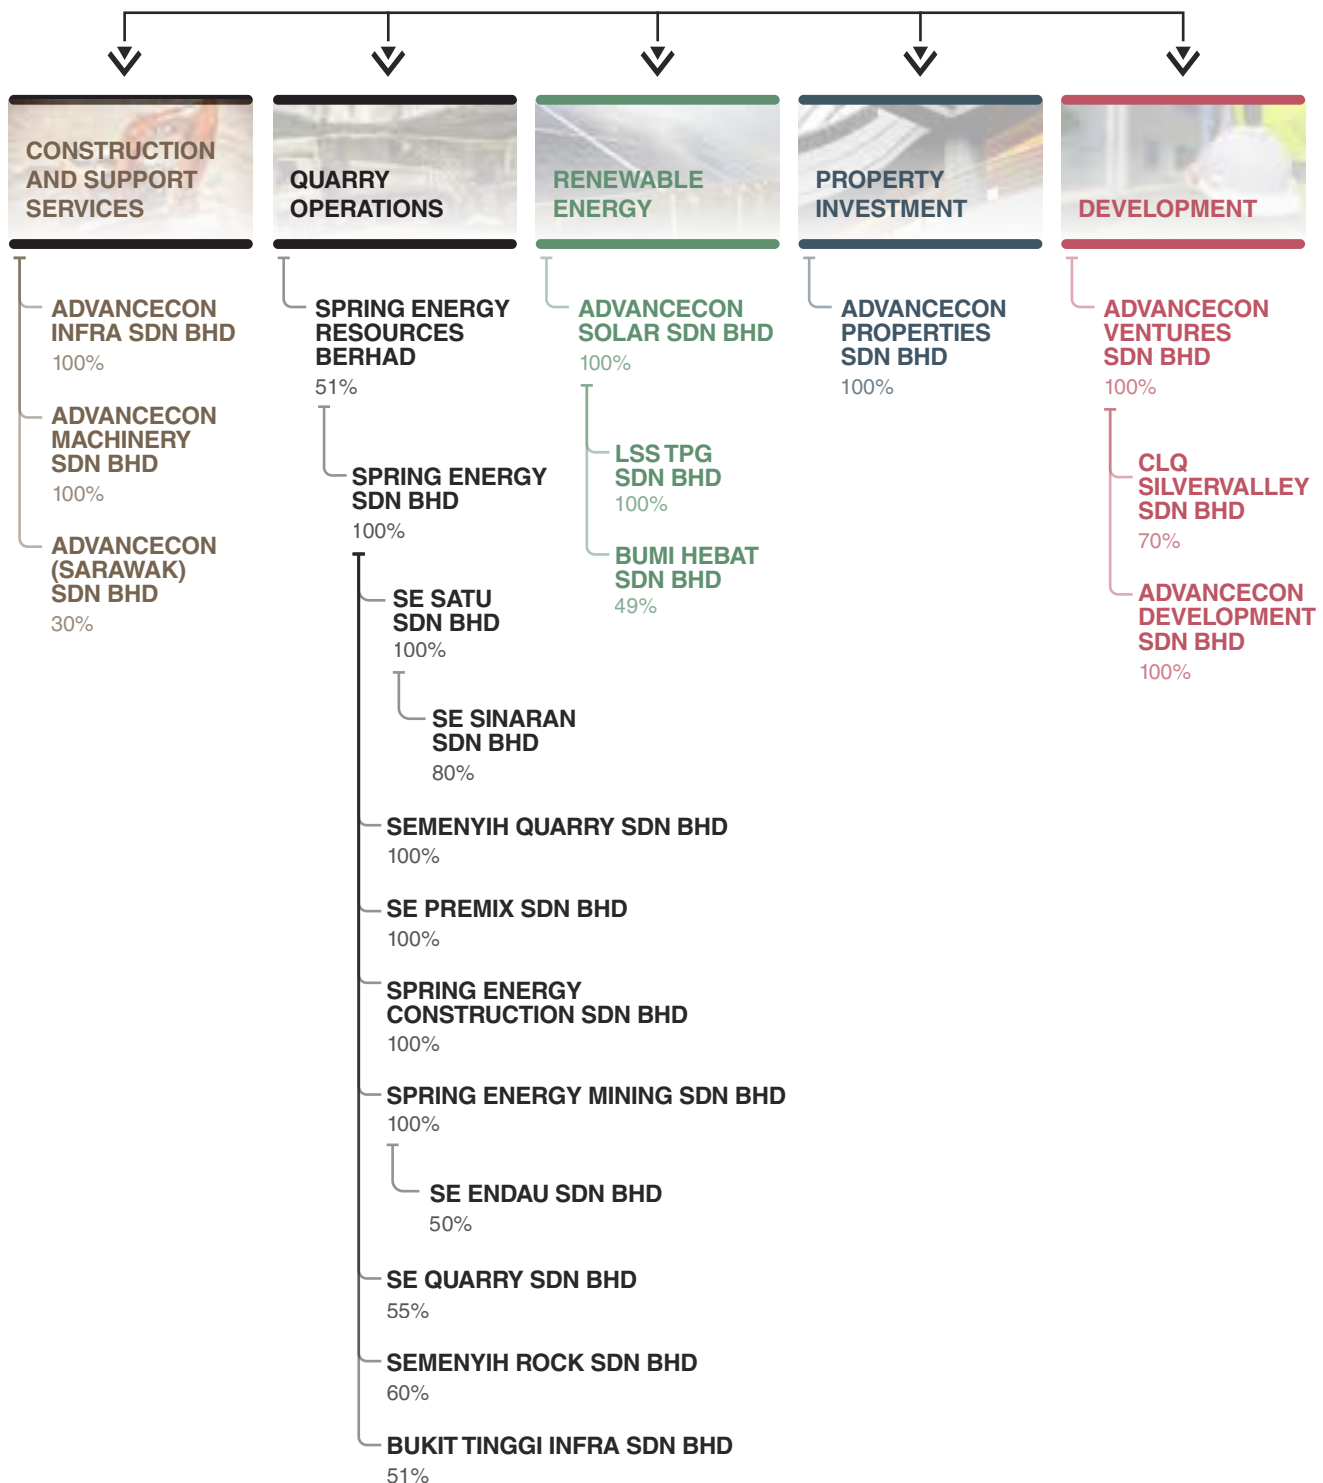 CONSTRUCTION
AND SUPPORT
SERVICES
ADVANCECON
INFRA SDN BHD
100%
ADVANCECON
MACHINERY
SDN BHD
100%
ADVANCECON
(SARAWAK)
SDN BHD
30%
QUARRY
OPERATIONS
SPRING ENERGY
RESOURCES
BERHAD
51%
SPRING ENERGY
SDN BHD
100%
SE SATU
SDN BHD
100%
SE SINARAN
SDN BHD
80%
SEMENYIH QUARRY SDN BHD
100%
SE PREMIX SDN BHD
100%
SPRING ENERGY
CONSTRUCTION SDN BHD
100%
SPRING ENERGY MINING SDN BHD
100%
SE ENDAU SDN BHD
50%
SE QUARRY SDN BHD
55%
SEMENYIH ROCK SDN BHD
60%
BUKIT TINGGI INFRA SDN BHD
51%
RENEWABLE
ENERGY
ADVANCECON
SOLAR SDN BHD
100%
LSS TPG
SDN BHD
100%
BUMI HEBAT
SDN BHD
49%
PROPERTY
INVESTMENT
ADVANCECON
PROPERTIES
SDN BHD
100%
DEVELOPMENT
ADVANCECON
VENTURES
SDN BHD
100%
CLQ
SILVERVALLEY
SDN BHD
70%
ADVANCECON
DEVELOPMENT
SDN BHD
100%